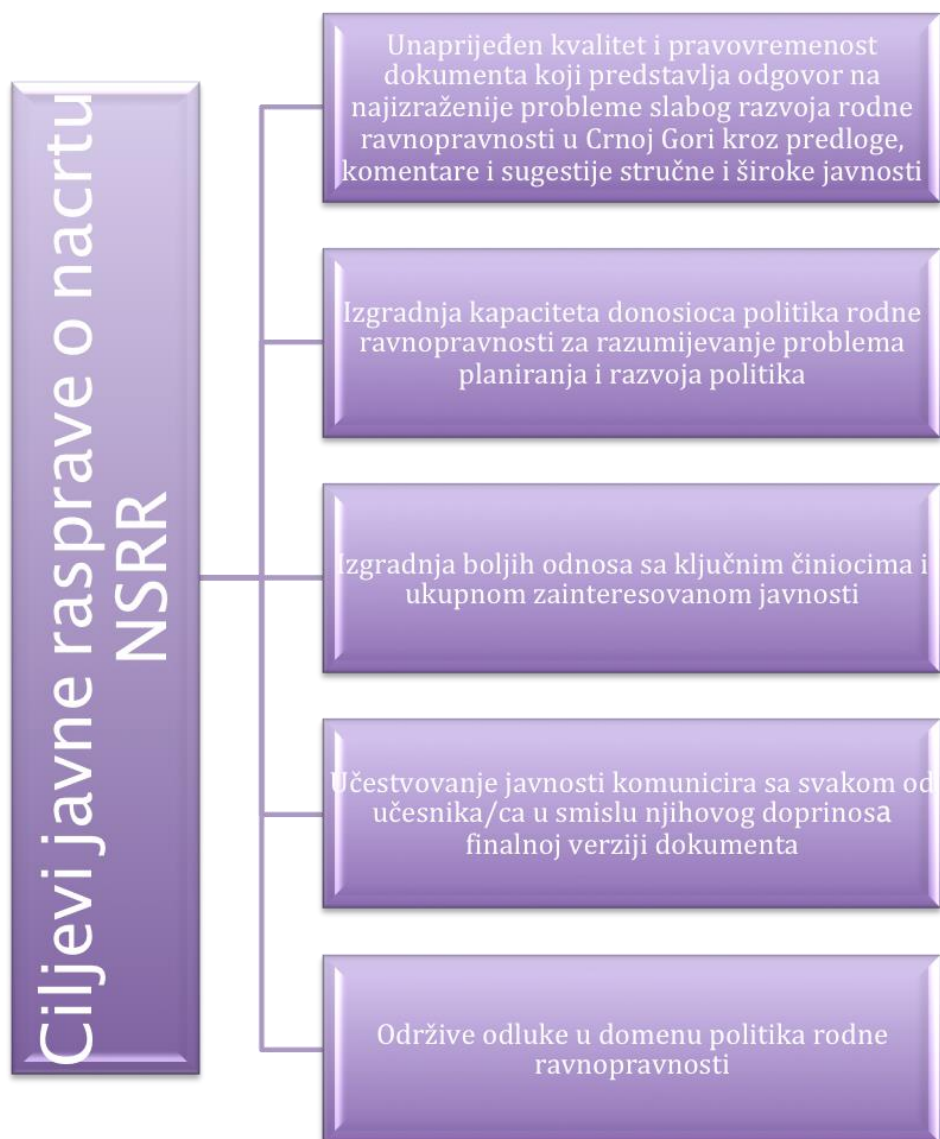 Ciljevi javne rasprave o nacrtu
NSRR
Unaprijeđen kvalitet i pravovremenost
dokumenta koji predstavlja odgovor na
najizraženije probleme slabog razvoja rodne
ravnopravnosti u Crnoj Gori kroz predloge,
komentare i sugestije stručne i široke javnosti
Izgradnja kapaciteta donosioca politika rodne
ravnopravnosti za razumijevanje problema
planiranja i razvoja politika
Izgradnja boljih odnosa sa ključnim činiocima i
ukupnom zainteresovanom javnosti
Učestvovanje javnosti komunicira sa svakom od
učesnika/ca u smislu njihovog doprinosa
finalnoj verziji dokumenta
Održive odluke u domenu politika rodne
ravnopravnosti